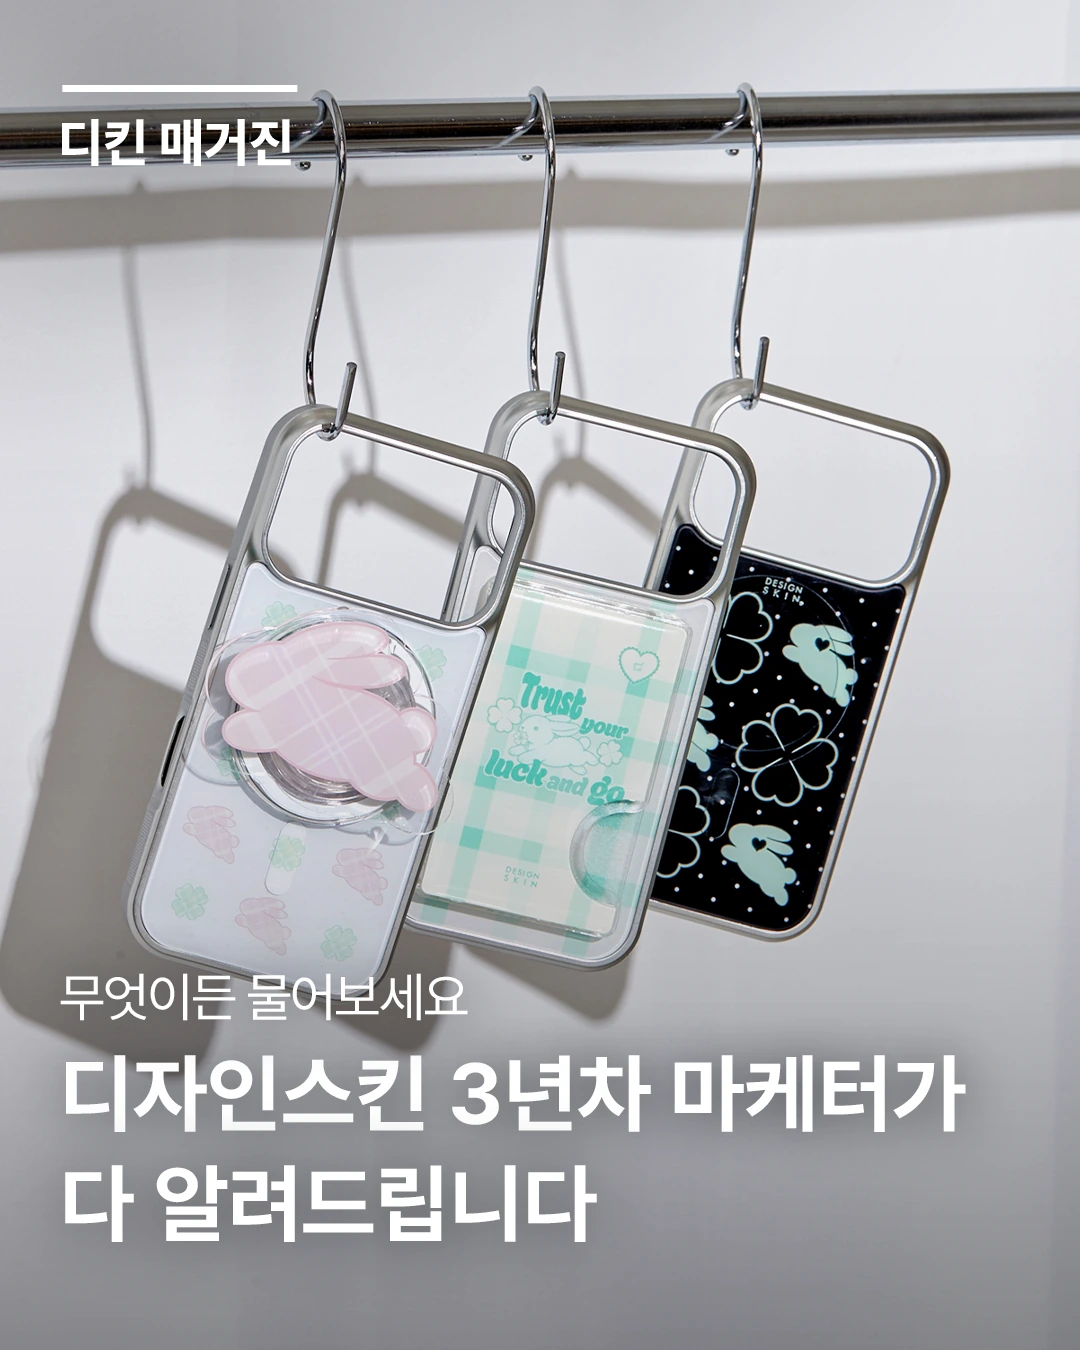 디킨 매거진
DESIGN
SKIN
Trust
your
luck and go
DESIGN
SKIN
무엇이든 물어보세요
디자인스킨 3년차 마케터가
다 알려드립니다